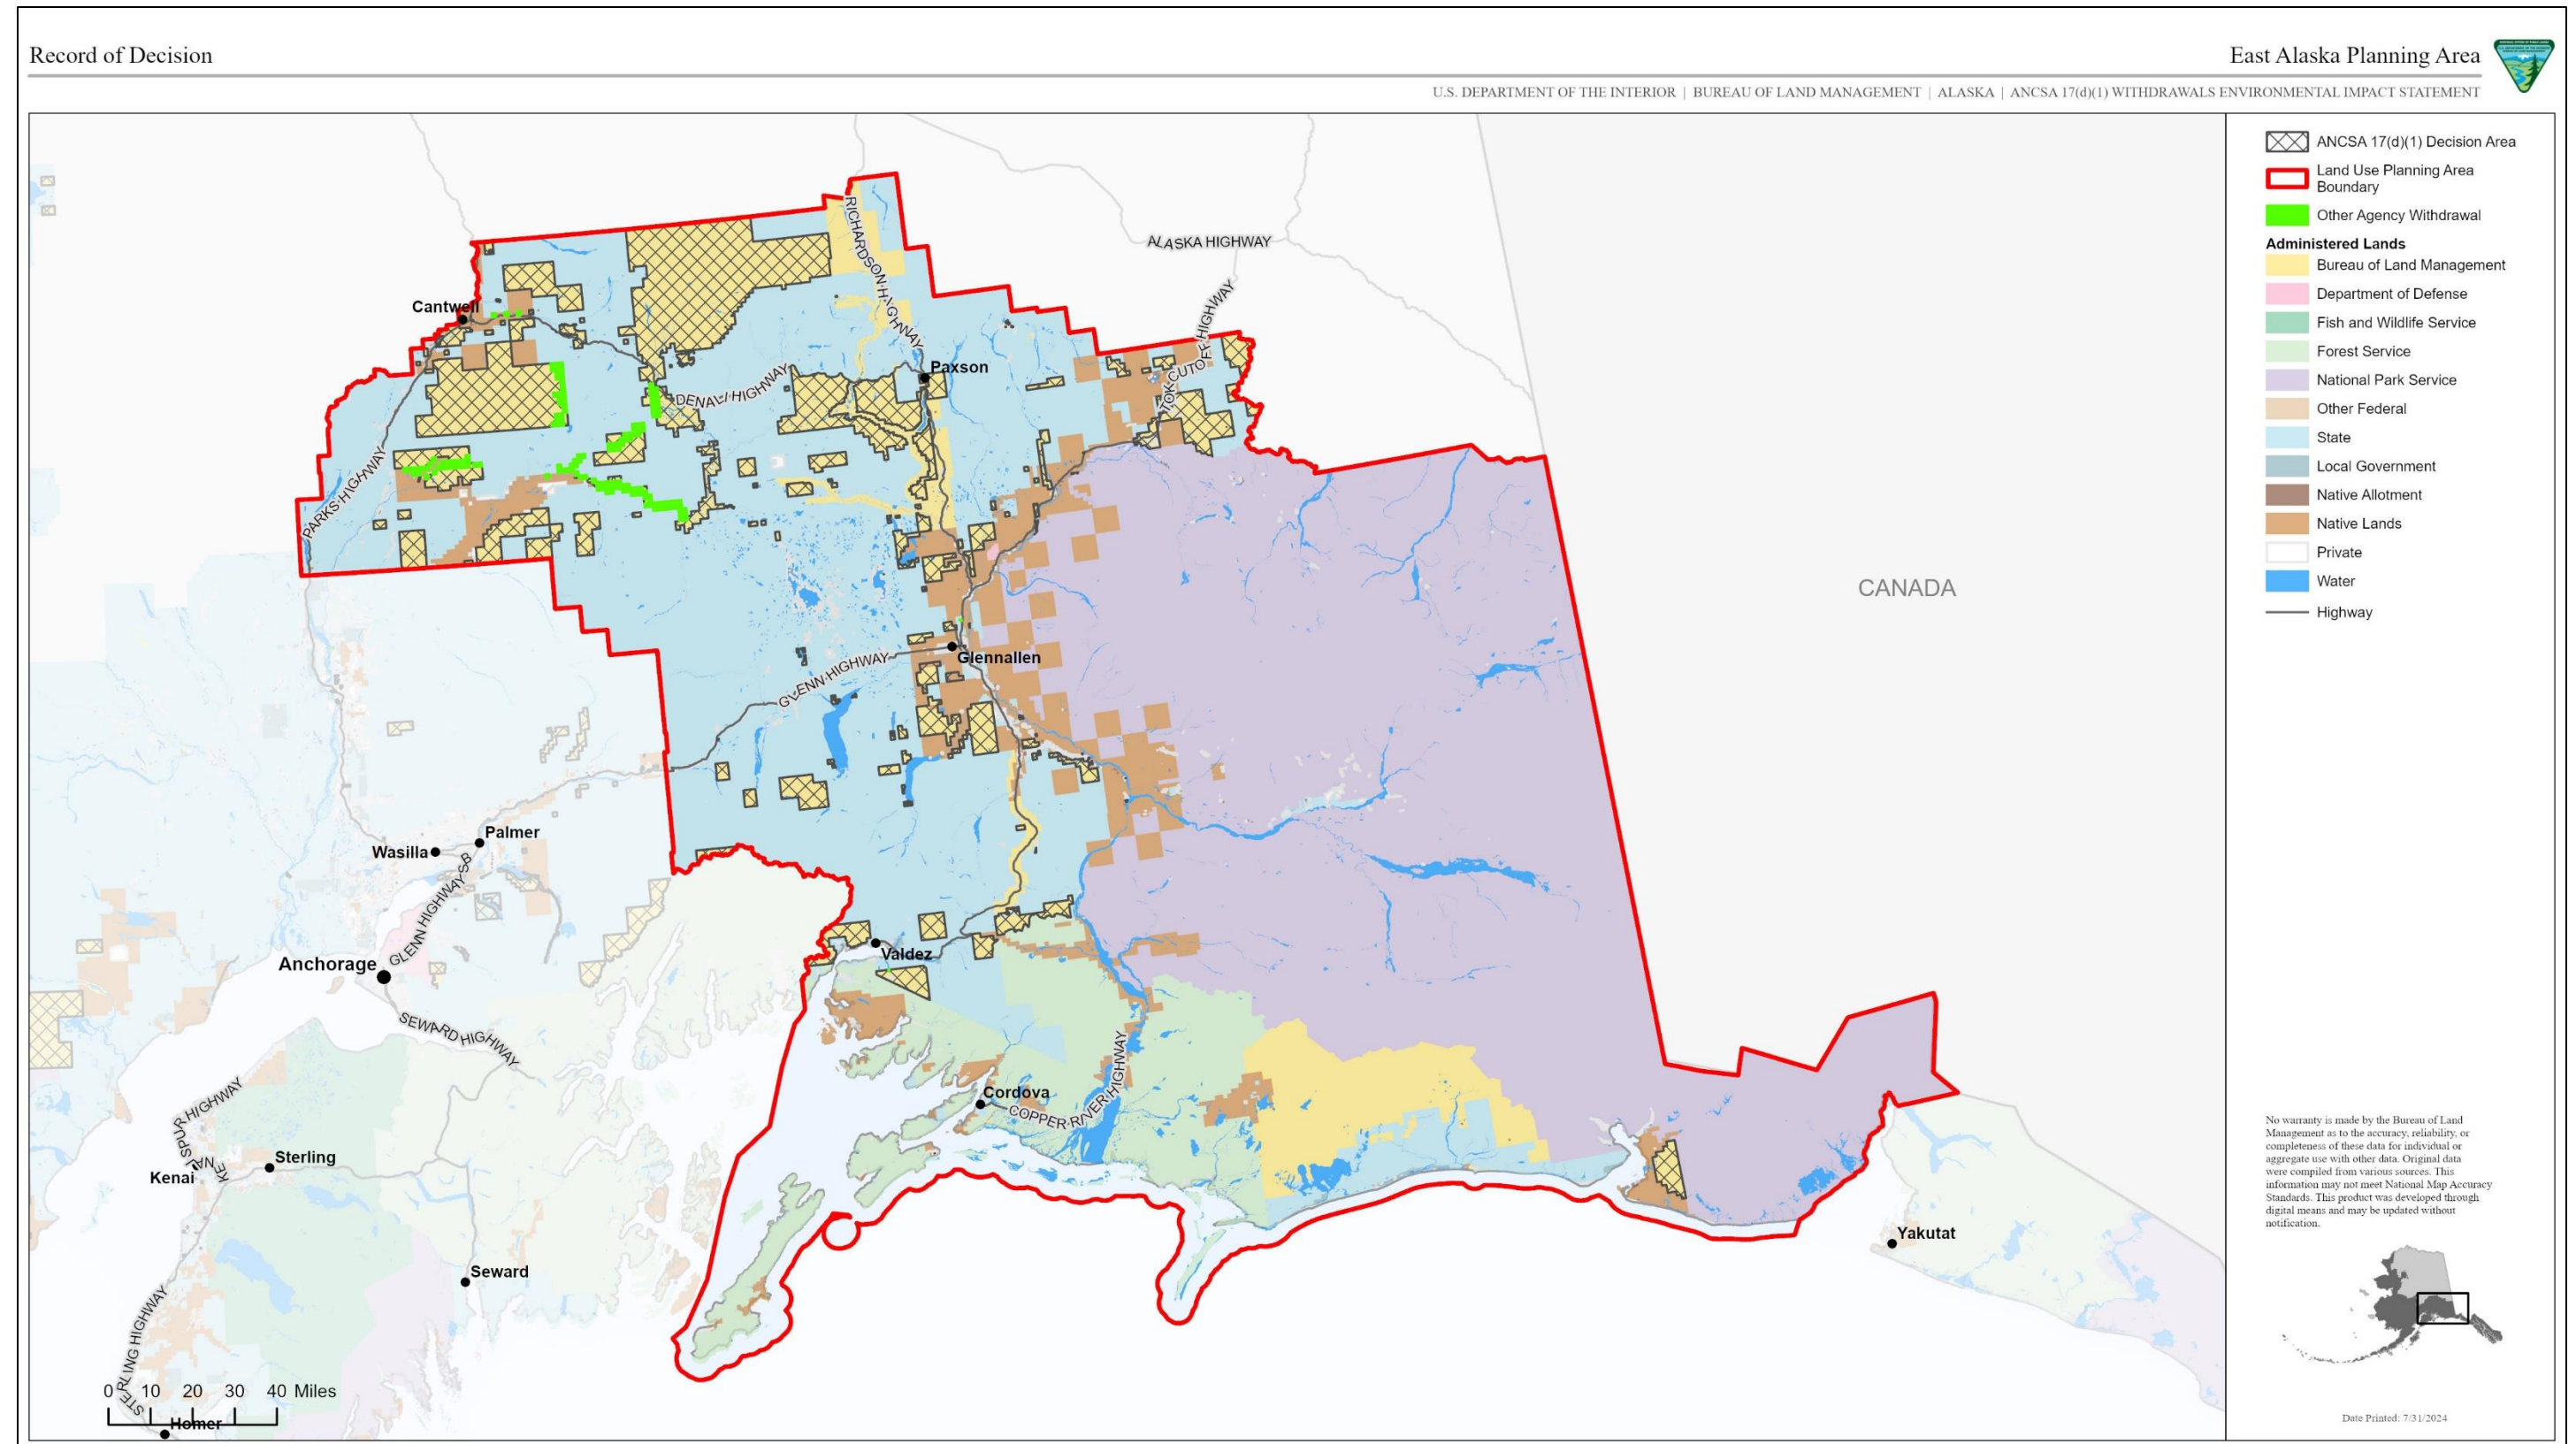 Record of Decision
East Alaska Planning Area
U.S. DEPARTMENT OF THE INTERIOR | BUREAU OF LAND MANAGEMENT | ALASKA | ANCSA 17(d)(1) WITHDRAWALS ENVIRONMENTAL IMPACT STATEMENT
ANCSA 17(d)(1) Decision Area
Land Use Planning Area
Boundary
Other Agency Withdrawal
Administered Lands
Bureau of Land Management
Department of Defense
Fish and Wildlife Service
Forest Service
National Park Service
Other Federal
State
Local Government
Native Allotment
Native Lands
Private
Water
Highway
ALASKA HIGHWAY
RICHARDSON HIGHWAY
TOK CUTOFF HIGHWAY
Cantwell
Paxson
DENALI HIGHWAY
PARKS HIGHWAY
CANADA
Glennallen
GLENN HIGHWAY
Palmer
Wasilla
GLENN HIGHWAY SB
Anchorage
Valdez
SEWARD HIGHWAY
COPPER RIVER HIGHWAY
Cordova
KENAI SPUR HIGHWAY
Sterling
Kenai
Yakutat
Seward
STERLING HIGHWAY
0 10 20 30 40 Miles
Homer
No warranty is made by the Bureau of Land
Management as to the accuracy, reliability, or
completeness of these data for individual or
aggregate use with other data. Original data
were compiled from various sources. This
information may not meet National Map Accuracy
Standards. This product was developed through
digital means and may be updated without
notification.
Date Printed: 7/31/2024